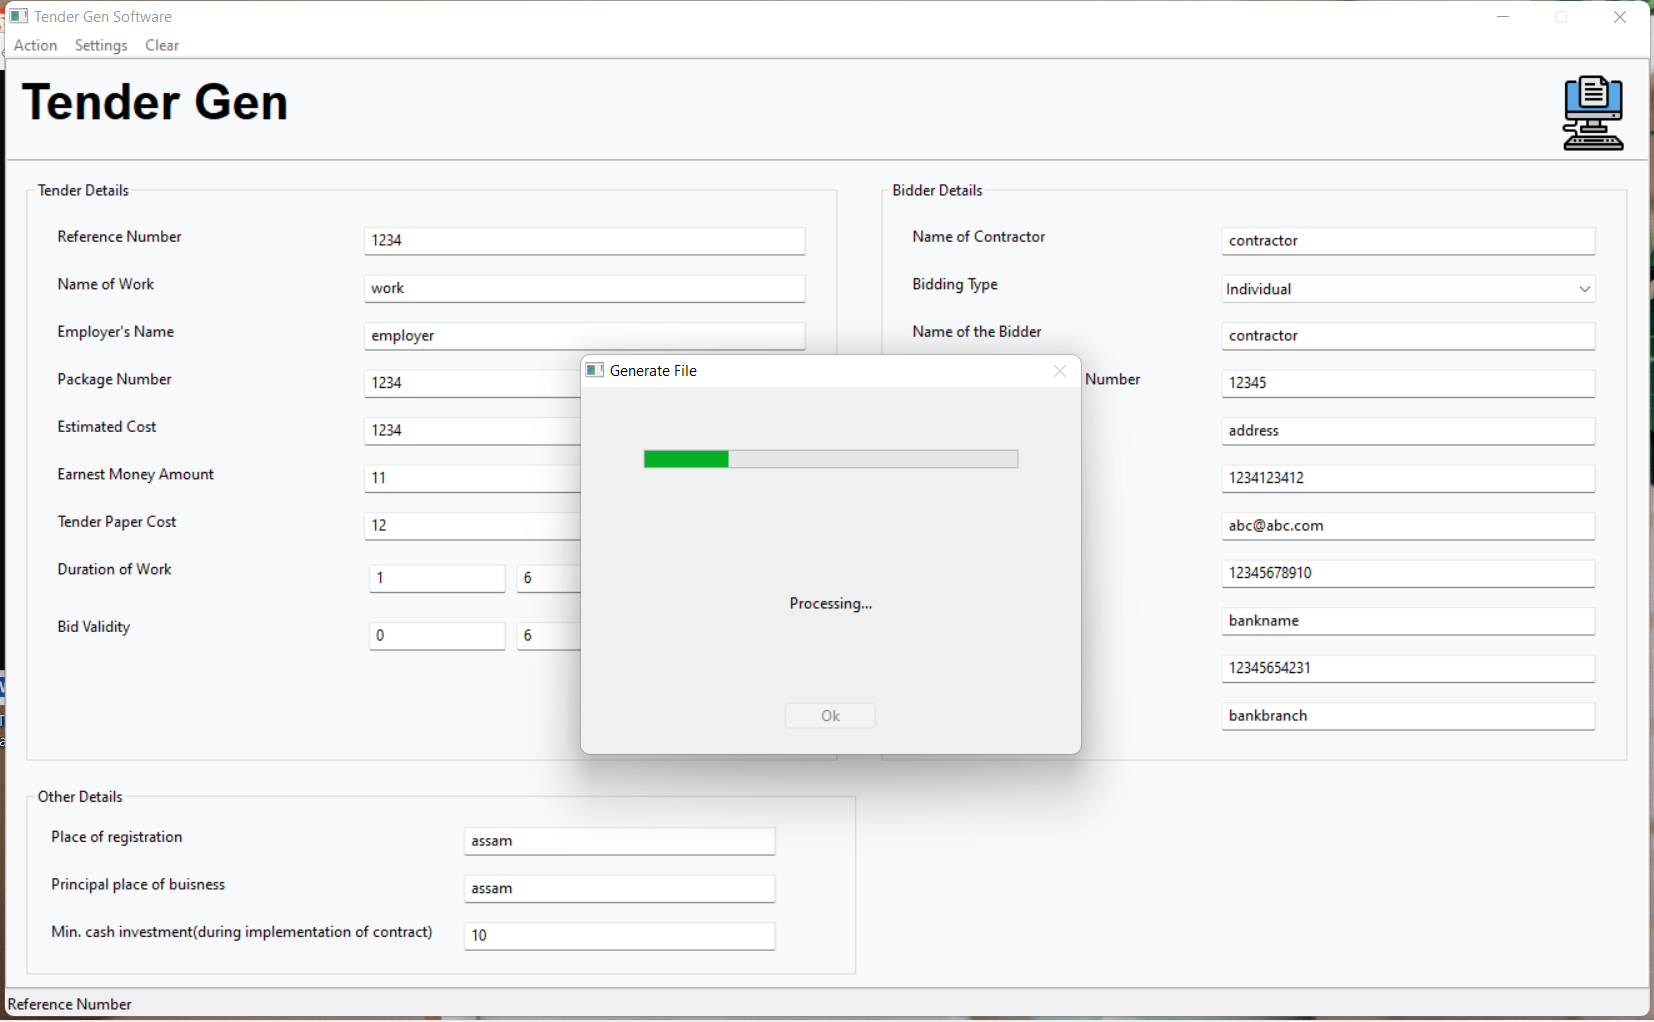 Tender Gen Software
Action Settings Clear
Tender Gen
Tender Details
Reference Number 1234
Name of Work work
Employer's Name employer
Package Number 1234
Estimated Cost 1234
Earnest Money Amount 11
Tender Paper Cost 12
Duration of Work 1 6
Bid Validity 0 6
Bidder Details
Name of Contractor contractor
Bidding Type Individual
Name of the Bidder contractor
Number 12345
address
1234123412
abc@abc.com
12345678910
bankname
12345654231
bankbranch
Generate File
Processing...
Ok
Other Details
Place of registration assam
Principal place of buisness assam
Min. cash investment(during implementation of contract) 10
Reference Number